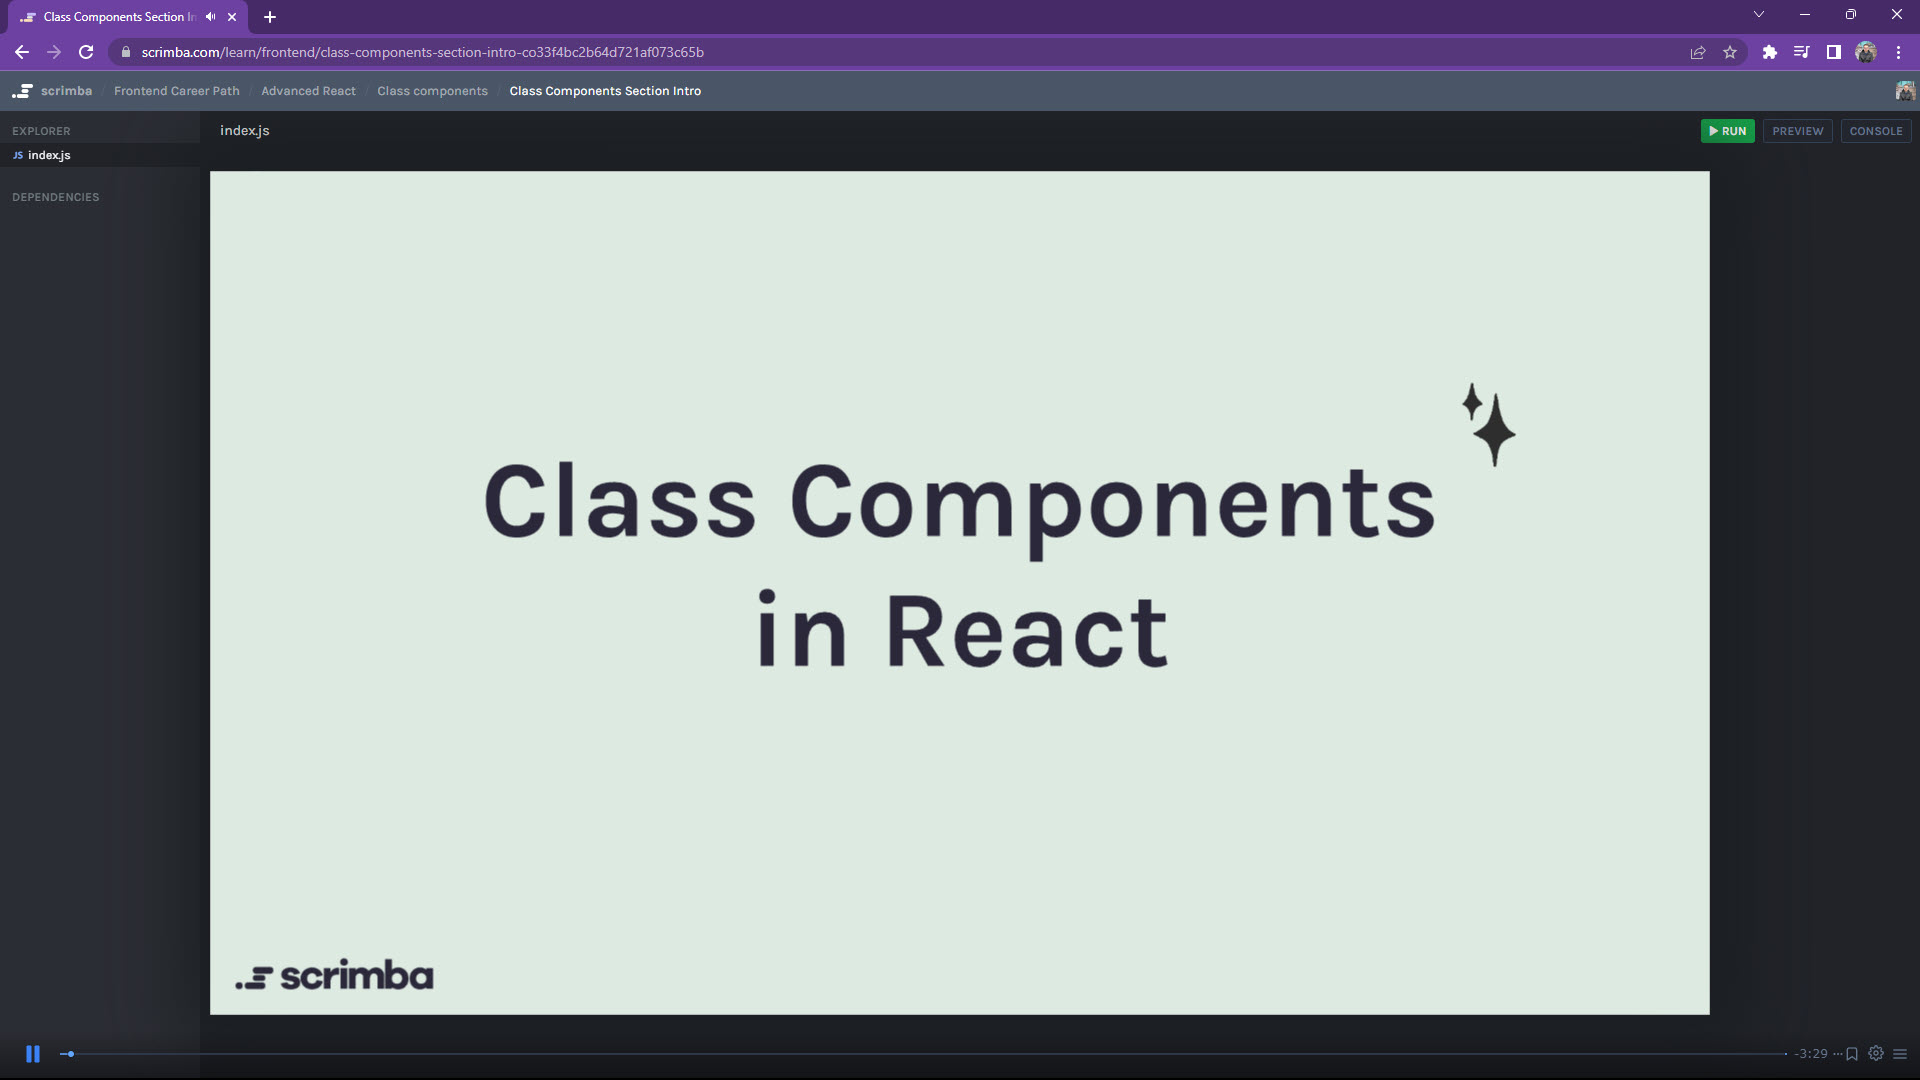 Class Components Section In
scrimba.com/learn/frontend/class-components-section-intro-co33f4bc2b64d721af073c65b
scrimba / Frontend Career Path / Advanced React / Class components / Class Components Section Intro
EXPLORER
JS index.js
DEPENDENCIES
index.js
RUN PREVIEW CONSOLE
Class Components
in React
scrimba
-3:29